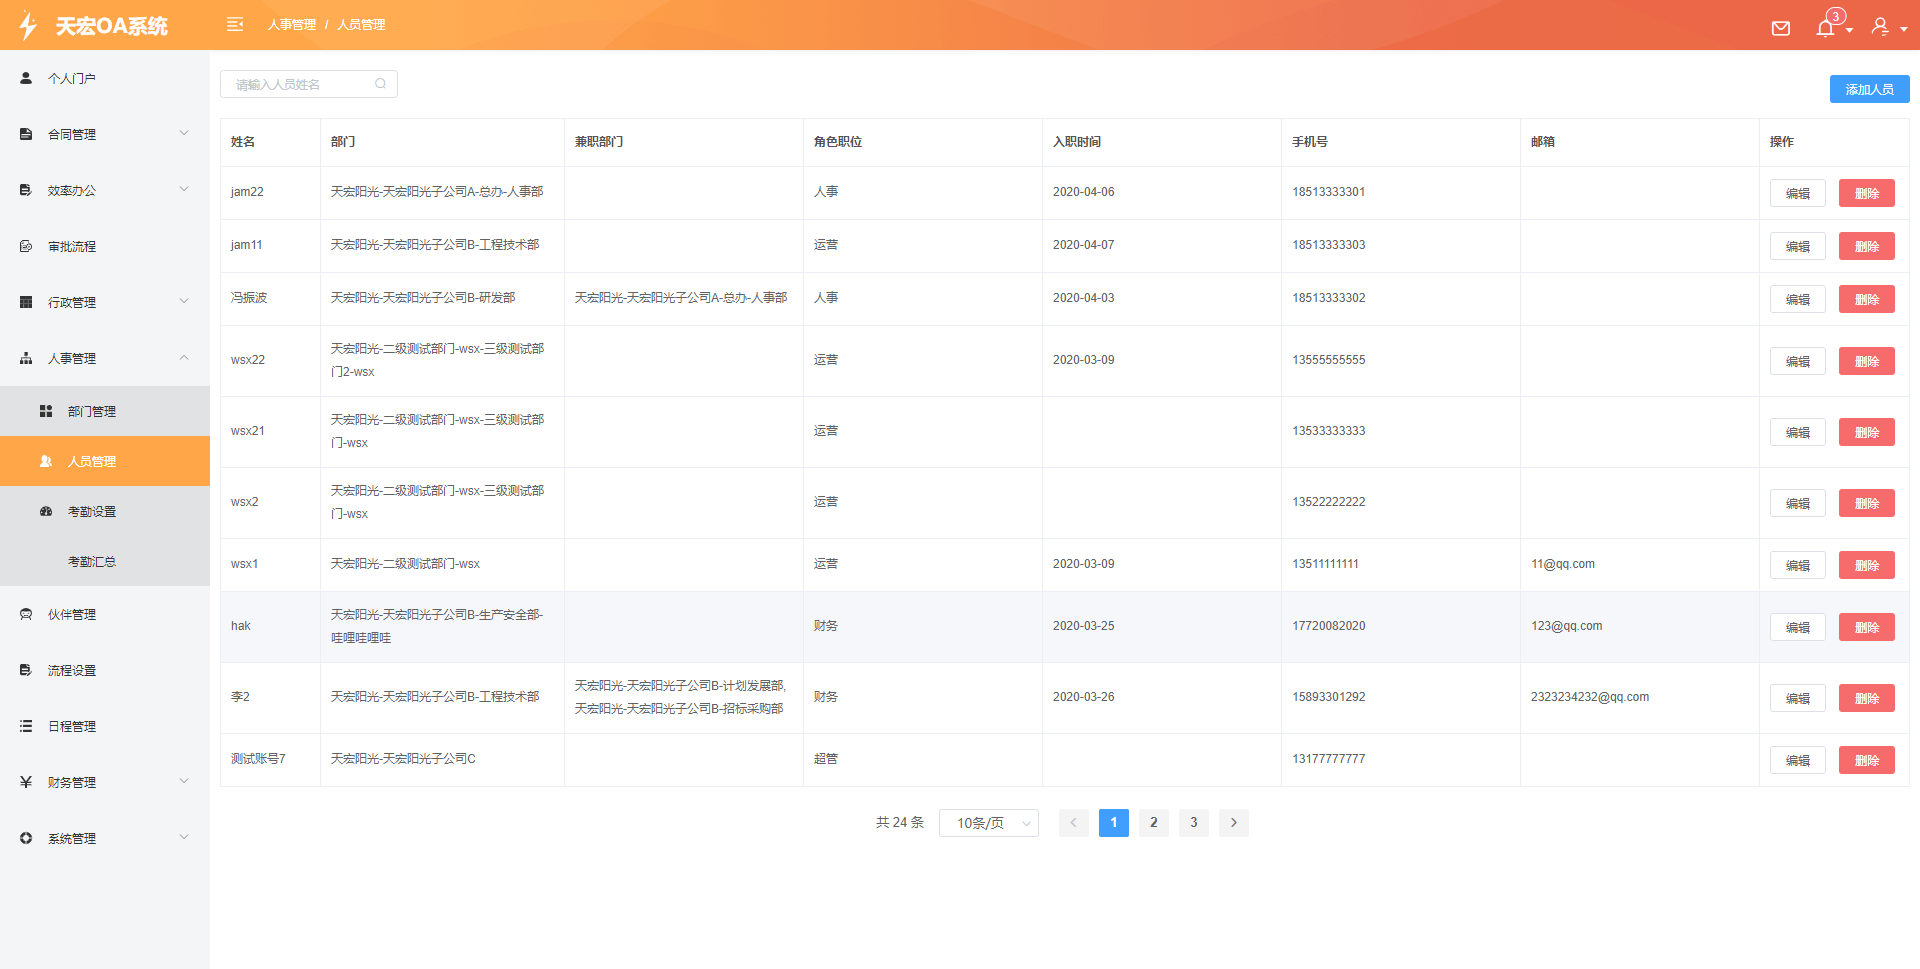 天宏OA系统
人事管理 / 人员管理
3
个人门户
合同管理
效率办公
审批流程
行政管理
人事管理
部门管理
人员管理
考勤设置
考勤汇总
伙伴管理
流程设置
日程管理
财务管理
系统管理
请输入人员姓名
添加人员
姓名 部门 兼职部门 角色职位 入职时间 手机号 邮箱 操作
jam22 天宏阳光-天宏阳光子公司A-总办-人事部 人事 2020-04-06 18513333301 编辑 删除
jam11 天宏阳光-天宏阳光子公司B-工程技术部 运营 2020-04-07 18513333303 编辑 删除
冯振波 天宏阳光-天宏阳光子公司B-研发部 天宏阳光-天宏阳光子公司A-总办-人事部 人事 2020-04-03 18513333302 编辑 删除
天宏阳光-二级测试部门-wsx-三级测试部
wsx22 运营 2020-03-09 13555555555 编辑 删除
门2-wsx
天宏阳光-二级测试部门-wsx-三级测试部
wsx21 运营 13533333333 编辑 删除
门-wsx
天宏阳光-二级测试部门-wsx-三级测试部
wsx2 运营 13522222222 编辑 删除
门-wsx
wsx1 天宏阳光-二级测试部门-wsx 运营 2020-03-09 13511111111 11@qq.com 编辑 删除
天宏阳光-天宏阳光子公司B-生产安全部-
hak 财务 2020-03-25 17720082020 123@qq.com 编辑 删除
哇哩哇哩哇
天宏阳光-天宏阳光子公司B-计划发展部,
李2 天宏阳光-天宏阳光子公司B-工程技术部 财务 2020-03-26 15893301292 2323234232@qq.com 编辑 删除
天宏阳光-天宏阳光子公司B-招标采购部
测试账号7 天宏阳光-天宏阳光子公司C 超管 13177777777 编辑 删除
共 24 条 10条/页 1 2 3